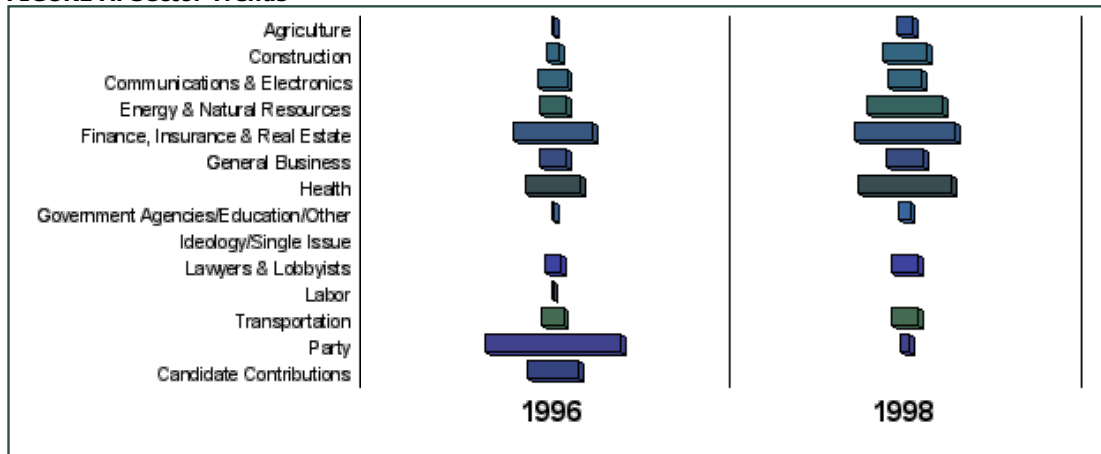 Agriculture
Construction
Communications & Electronics
Energy & Natural Resources
Finance, Insurance & Real Estate
General Business
Health
Government Agencies/Education/Other
Ideology/Single Issue
Lawyers & Lobbyists
Labor
Transportation
Party
Candidate Contributions
1996 1998